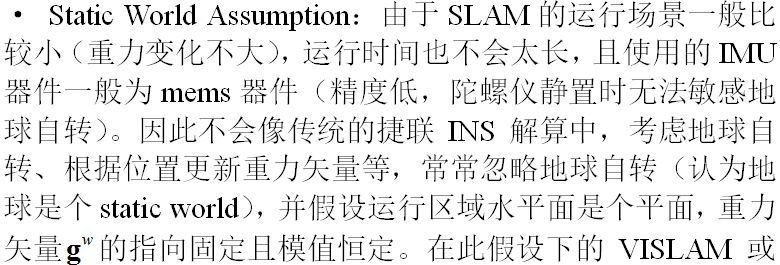 • Static World Assumption：由于 SLAM 的运行场景一般比
较小（重力变化不大），运行时间也不会太长，且使用的 IMU
器件一般为 mems 器件（精度低，陀螺仪静置时无法敏感地
球自转）。因此不会像传统的捷联 INS 解算中，考虑地球自
转、根据位置更新重力矢量等，常常忽略地球自转（认为地
球是个 static world），并假设运行区域水平面是个平面，重力
矢量 g^w 的指向固定且模值恒定。在此假设下的 VISLAM 或